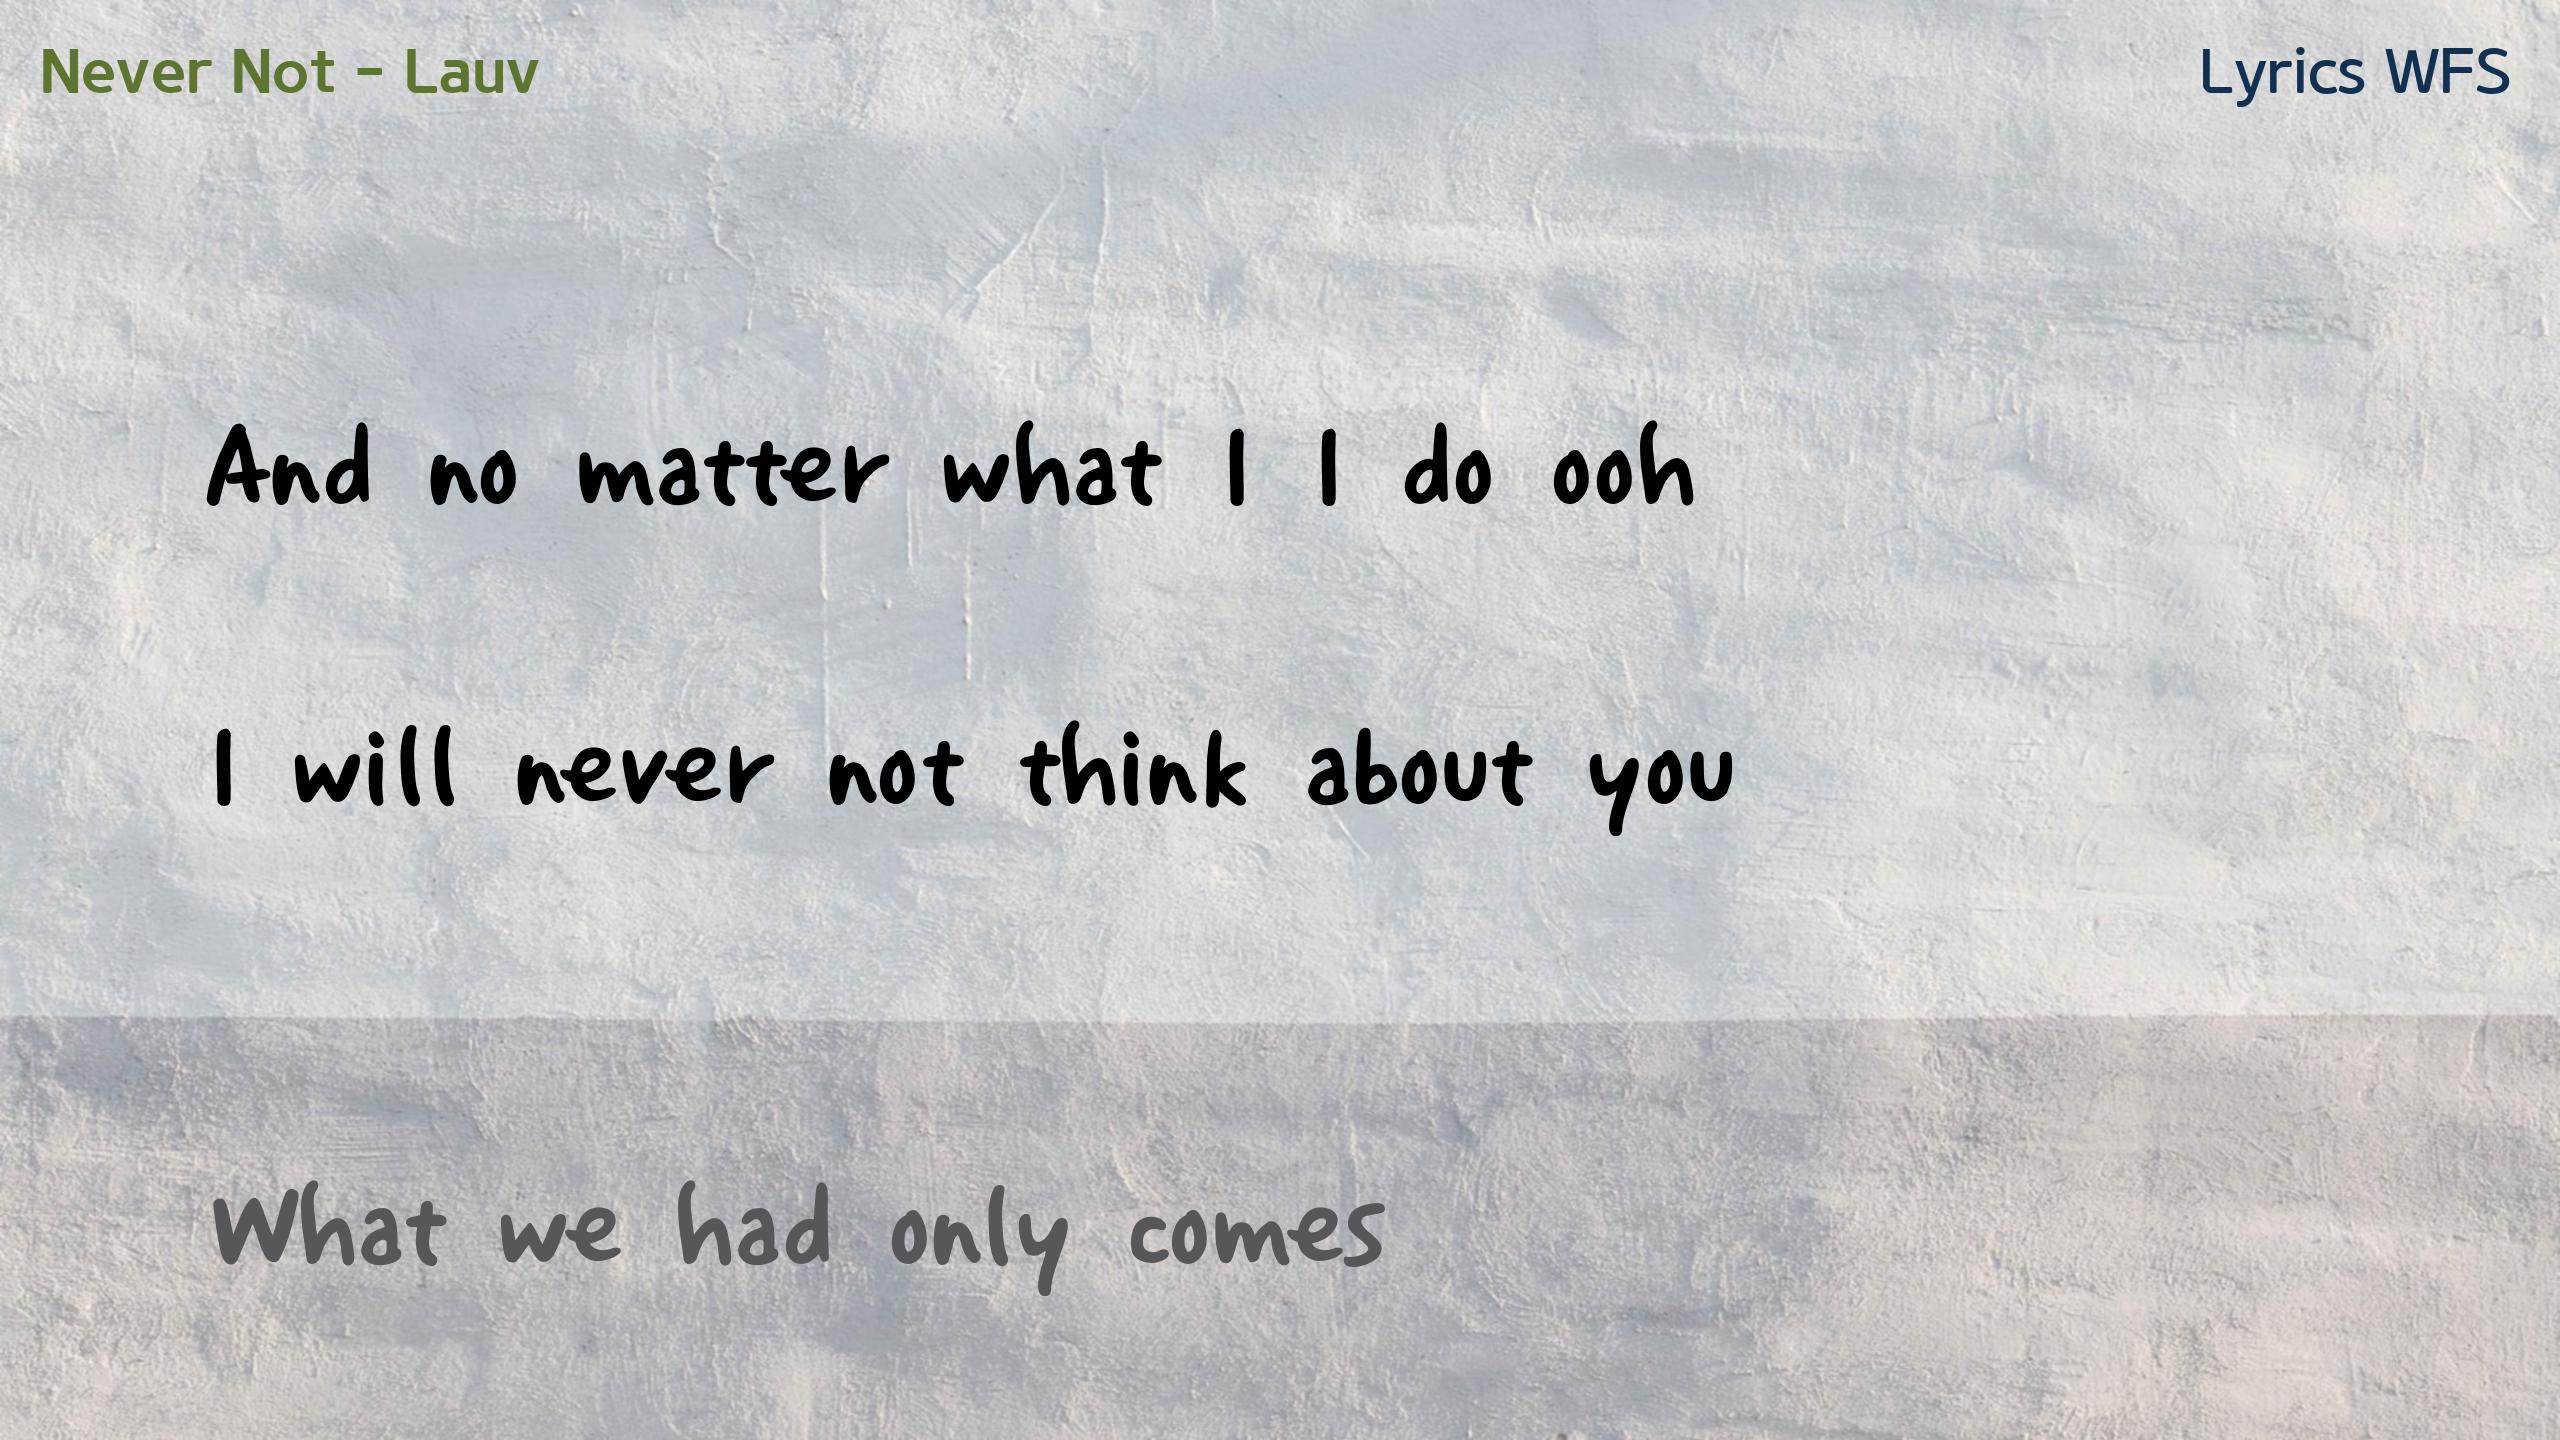 Never Not - Lauv
Lyrics WFS
And no matter what I I do ooh
I will never not think about you
What we had only comes